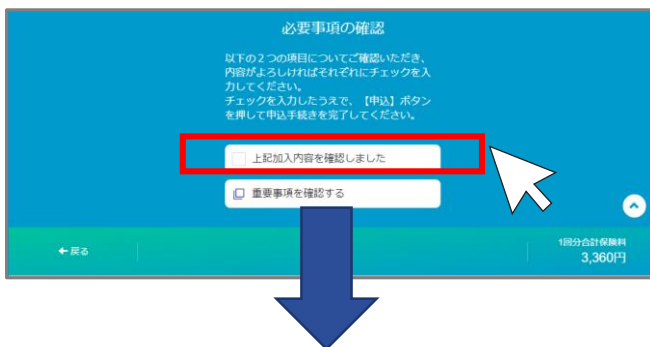 必要事項の確認
以下の２つの項目についてご確認いただき、
内容がよろしければそれぞれにチェックを入
力してください。
チェックを入力したうえで、【申込】ボタン
を押して申込手続きを完了してください。
上記加入内容を確認しました
重要事項を確認する
戻る
1回分合計保険料
3,360円